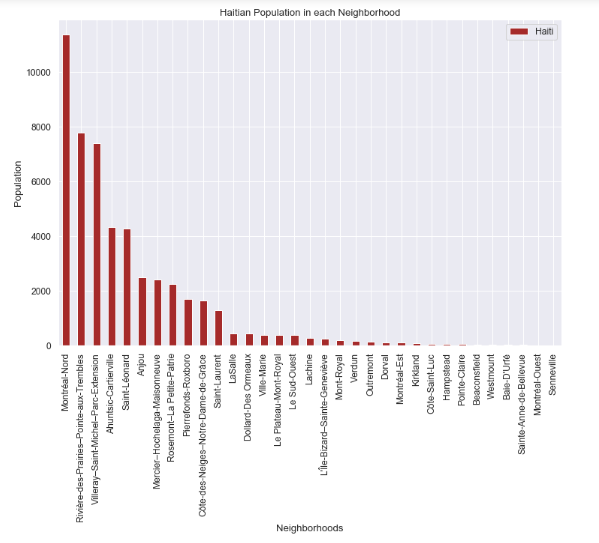 Haitian Population in each Neighborhood
Haiti
10000
8000
6000
4000
2000
0
Population
Montréal-Nord
Rivière-des-Prairies–Pointe-aux-Trembles
Villeray–Saint-Michel–Parc-Extension
Ahuntsic-Cartierville
Saint-Léonard
Anjou
Mercier–Hochelaga-Maisonneuve
Rosemont–La Petite-Patrie
Pierrefonds-Roxboro
Côte-des-Neiges–Notre-Dame-de-Grâce
Saint-Laurent
LaSalle
Dollard-Des Ormeaux
Ville-Marie
Le Plateau-Mont-Royal
Le Sud-Ouest
Lachine
L'Île-Bizard–Sainte-Geneviève
Mont-Royal
Verdun
Outremont
Dorval
Montréal-Est
Kirkland
Côte-Saint-Luc
Hampstead
Pointe-Claire
Beaconsfield
Westmount
Baie-D'Urfé
Sainte-Anne-de-Bellevue
Montréal-Ouest
Senneville
Neighborhoods